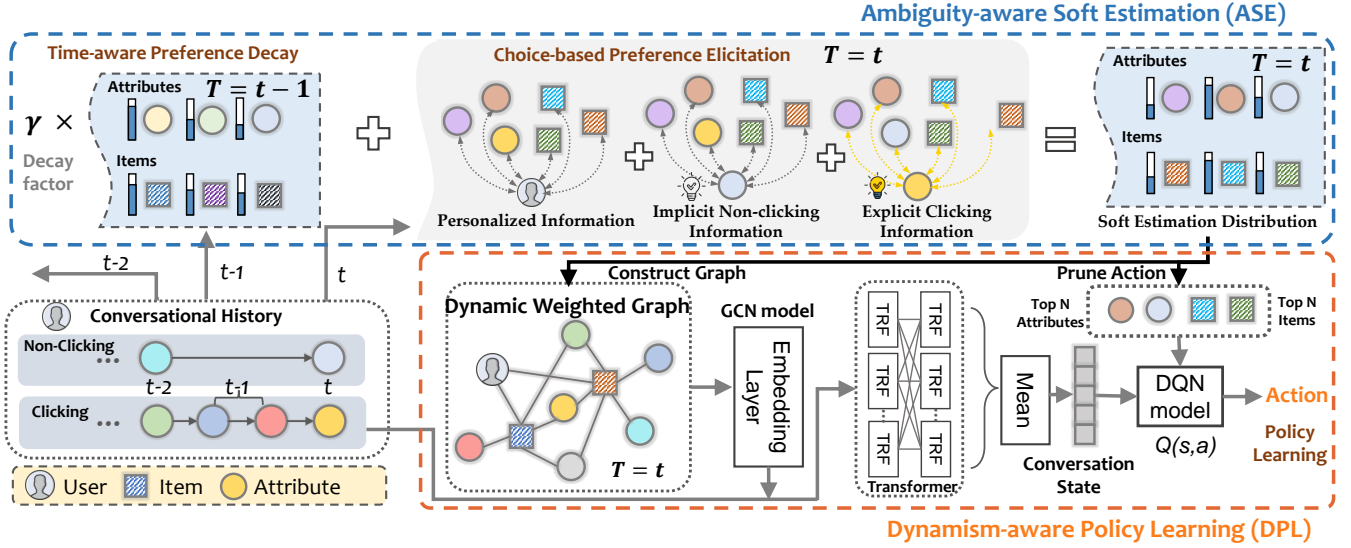 Ambiguity-aware Soft Estimation (ASE)
Time-aware Preference Decay
Attributes
T = t − 1
γ ×
Decay
factor
Items
Choice-based Preference Elicitation
T = t
Personalized Information
Implicit Non-clicking
Information
Explicit Clicking
Information
T = t
Attributes
Items
Soft Estimation Distribution
t-2
t-1
t
Conversational History
Non-Clicking
...
t-2
t-1
t
Clicking
...
User
Item
Attribute
Construct Graph
Dynamic Weighted Graph
T = t
GCN model
Embedding
Layer
TRF
TRF
TRF
TRF
TRF
TRF
Transformer
Mean
Conversation
State
Prune Action
Top N
Attributes
Top N
Items
DQN
model
Q(s,a)
Action
Policy
Learning
Dynamism-aware Policy Learning (DPL)